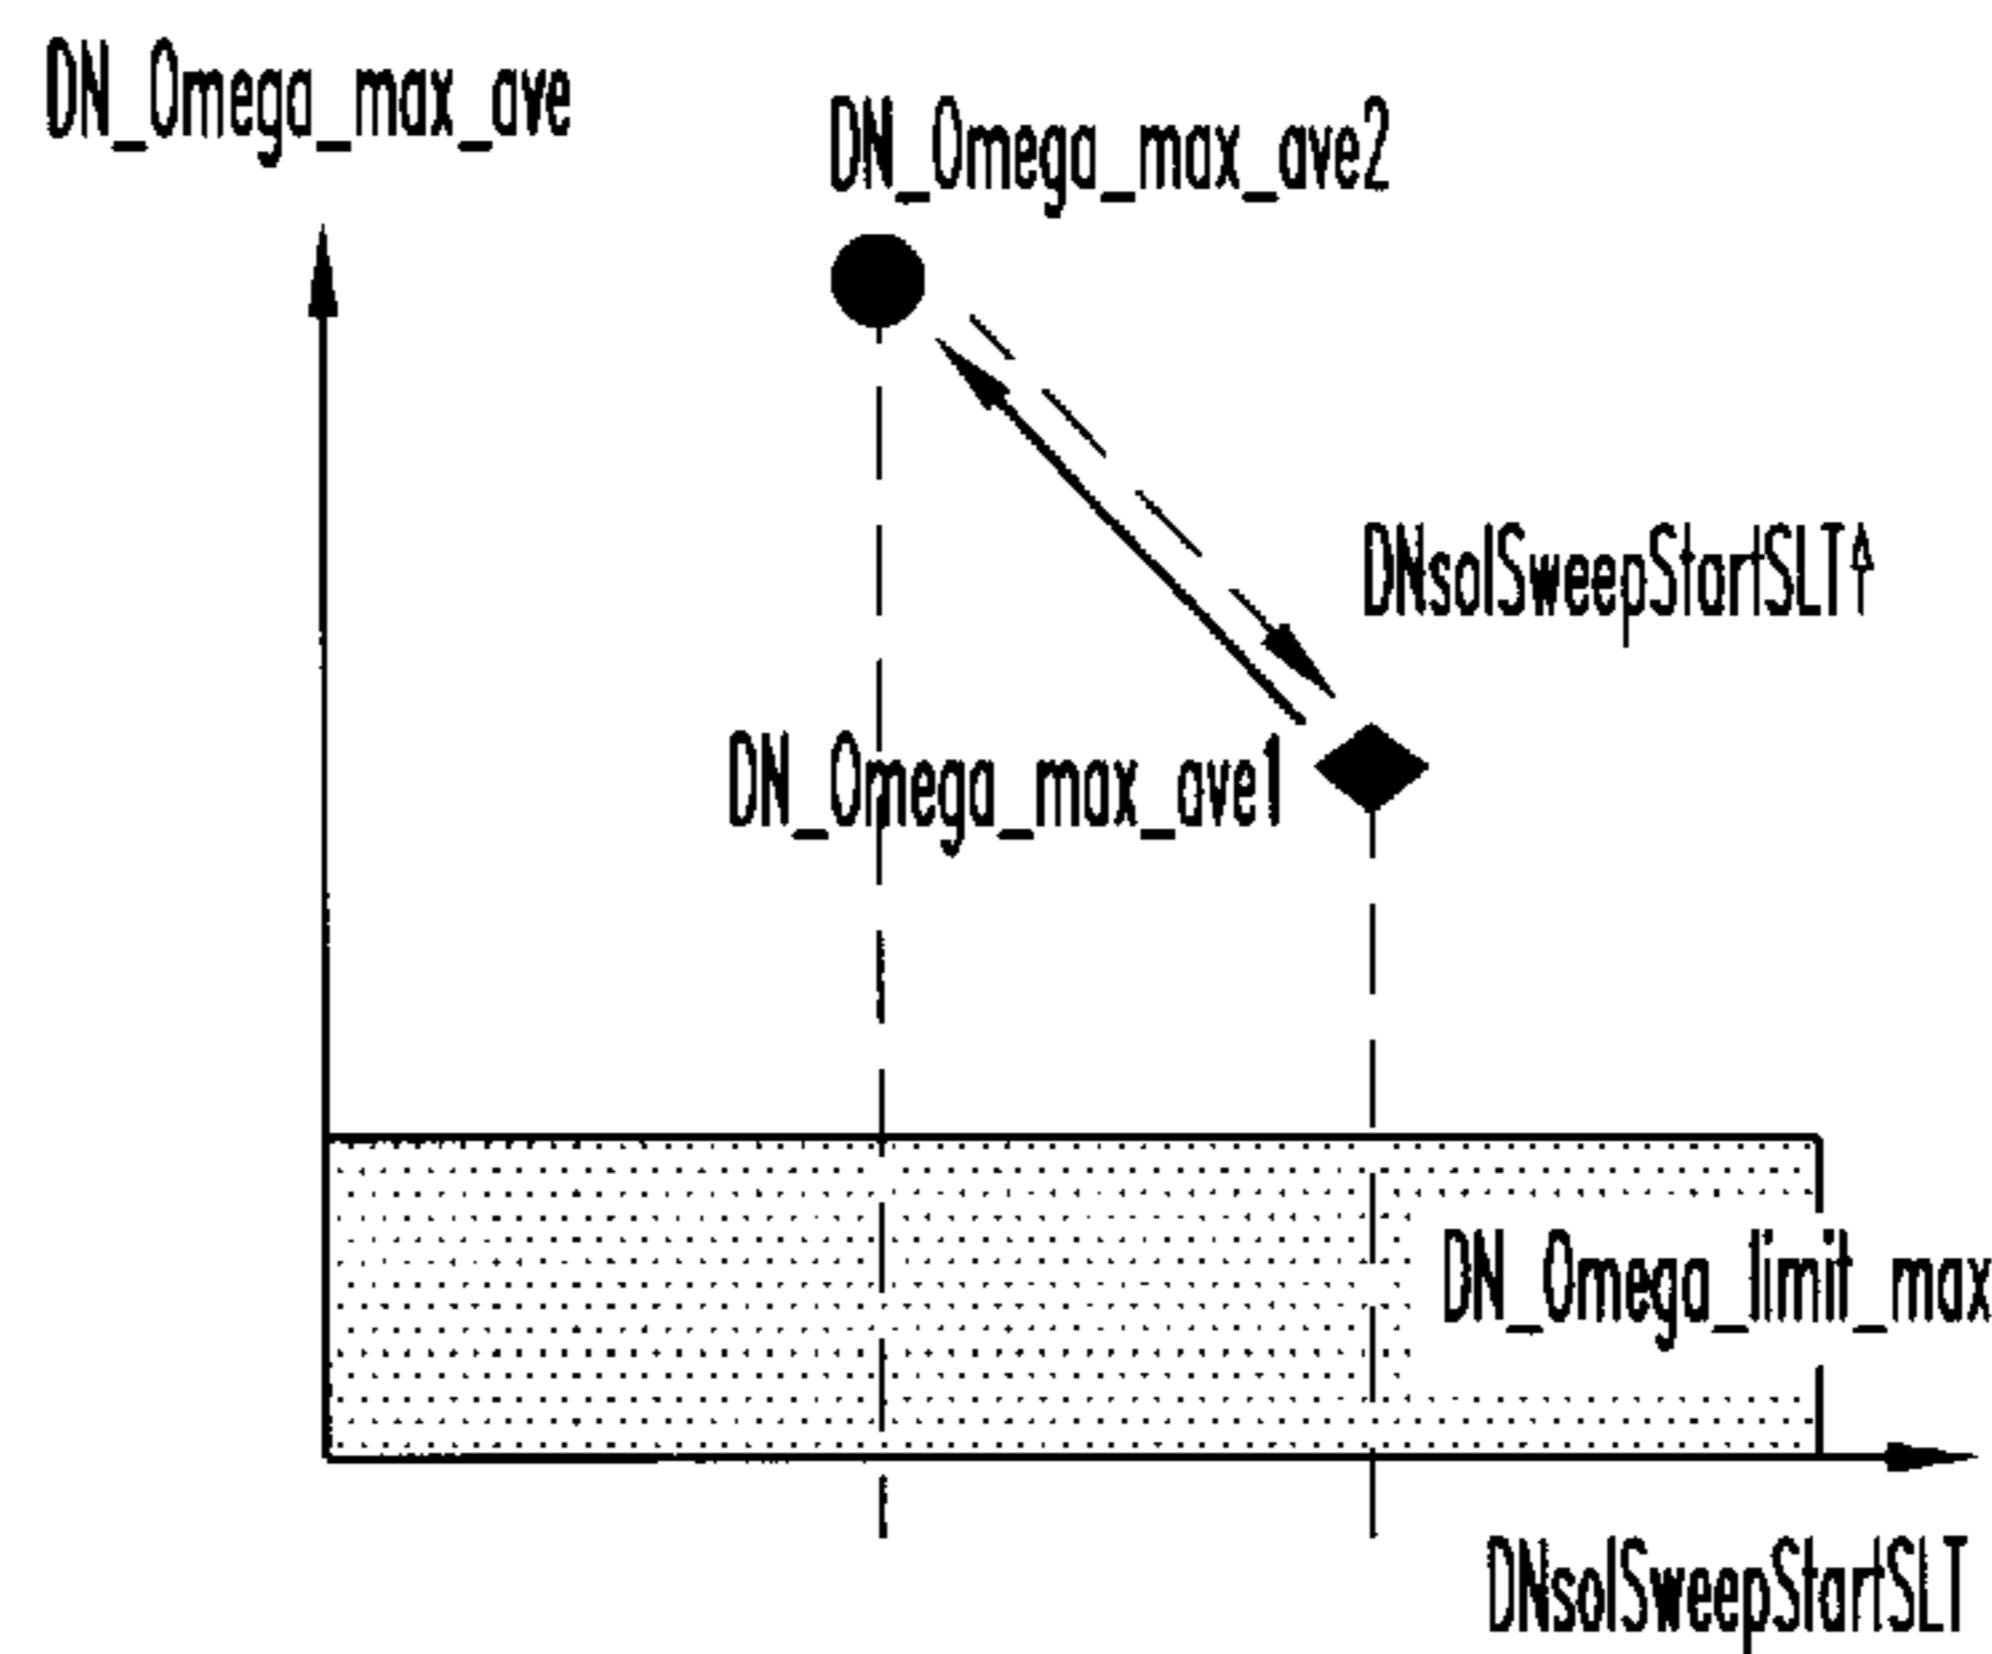 DN_Omega_max_ave
DN_Omega_max_ave2
DNsolSweepStartSLT↑
DN_Omega_max_ave1
DN_Omega_limit_max
DNsolSweepStartSLT